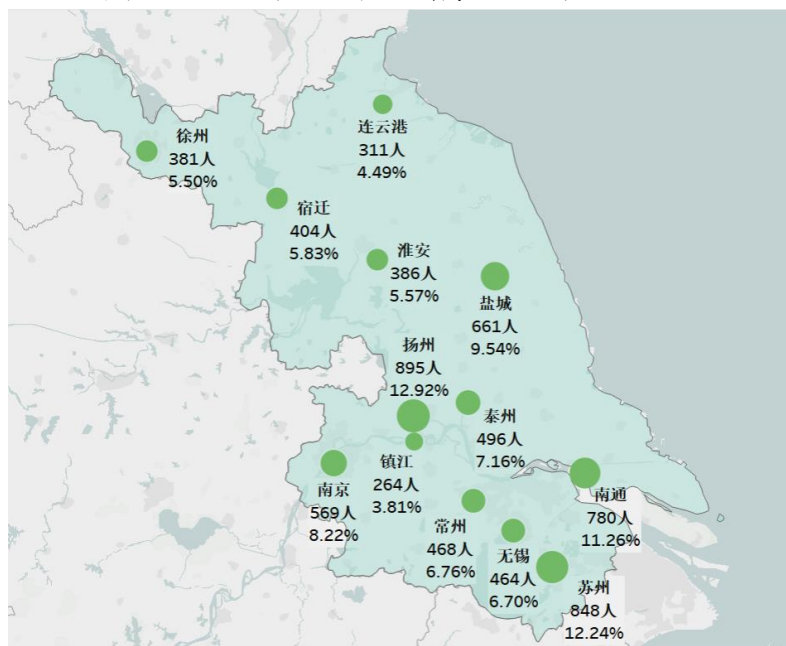 徐州
381人
5.50%
连云港
311人
4.49%
宿迁
404人
5.83%
淮安
386人
5.57%
盐城
661人
9.54%
扬州
895人
12.92%
泰州
496人
7.16%
镇江
264人
3.81%
南京
569人
8.22%
南通
780人
11.26%
常州
468人
6.76%
无锡
464人
6.70%
苏州
848人
12.24%